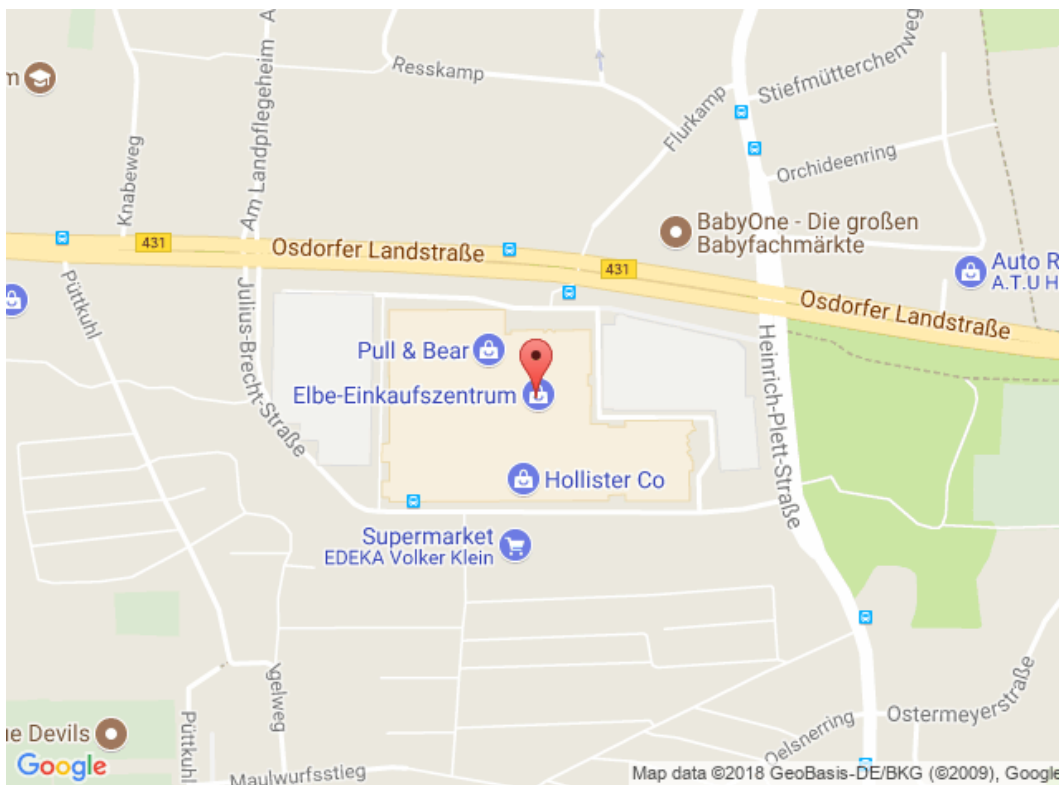 Am Landpflegeheim A
Resskamp
Stiefmütterchenweg
m
Flurkamp
Knabeweg
Orchideenring
BabyOne - Die großen
Babyfachmärkte
431
Osdorfer Landstraße
431
Auto R
A.T.U H
Osdorfer Landstraße
Püttkuhl
Julius-Brecht-Straße
Heinrich-Plett-Straße
Pull & Bear
Elbe-Einkaufszentrum
Hollister Co
Supermarket
EDEKA Volker Klein
gelweg
Püttkuhl
Ostermeyerstraße
Oelsnerring
ue Devils
Google
Maulwurfsstieg
Map data ©2018 GeoBasis-DE/BKG (©2009), Google